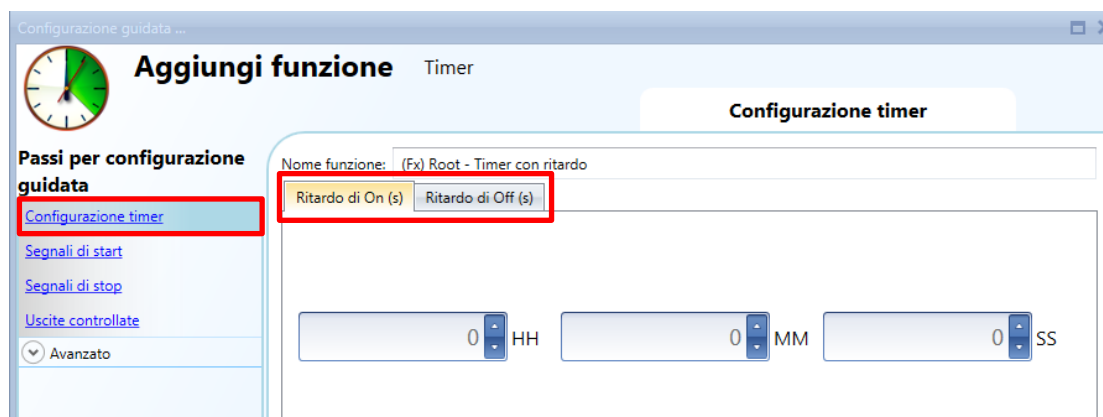 Configurazione guidata ...
Aggiungi funzione Timer
Configurazione timer
Passi per configurazione
guidata
Configurazione timer
Segnali di start
Segnali di stop
Uscite controllate
Avanzato
Nome funzione: (Fx) Root - Timer con ritardo
Ritardo di On (s) Ritardo di Off (s)
0 HH 0 MM 0 SS